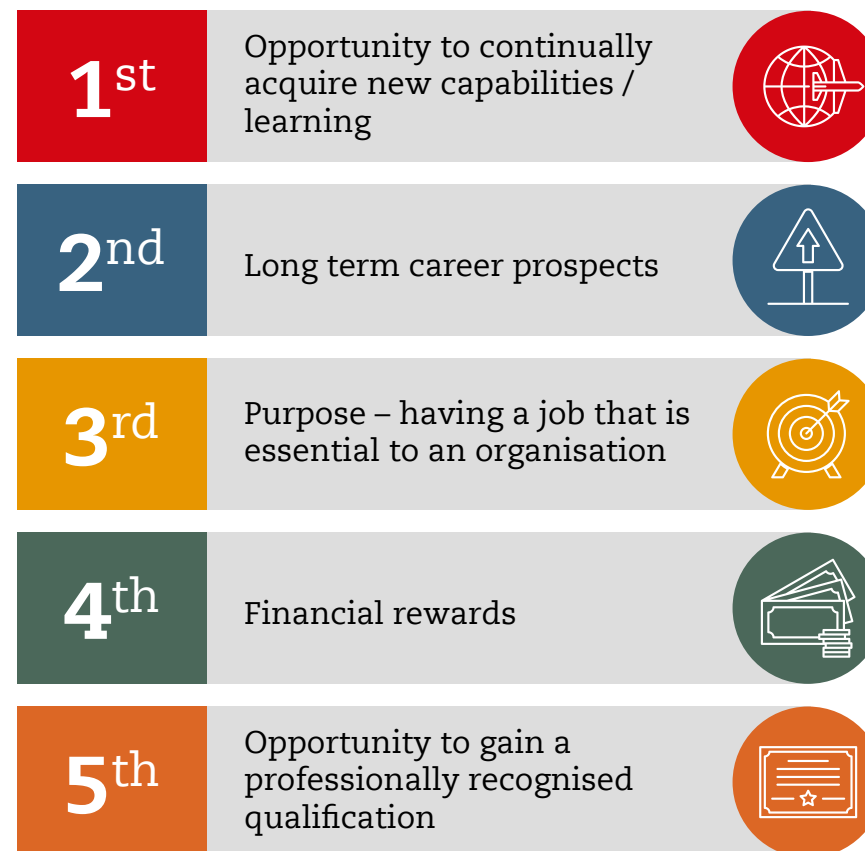 1st
Opportunity to continually
acquire new capabilities /
learning
2nd
Long term career prospects
3rd
Purpose – having a job that is
essential to an organisation
4th
Financial rewards
5th
Opportunity to gain a
professionally recognised
qualification